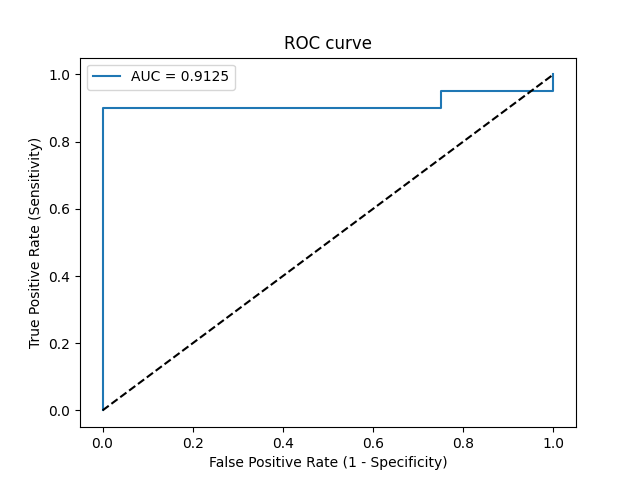 ROC curve
AUC = 0.9125
1.0
0.8
0.6
0.4
0.2
0.0
True Positive Rate (Sensitivity)
0.0 0.2 0.4 0.6 0.8 1.0
False Positive Rate (1 - Specificity)